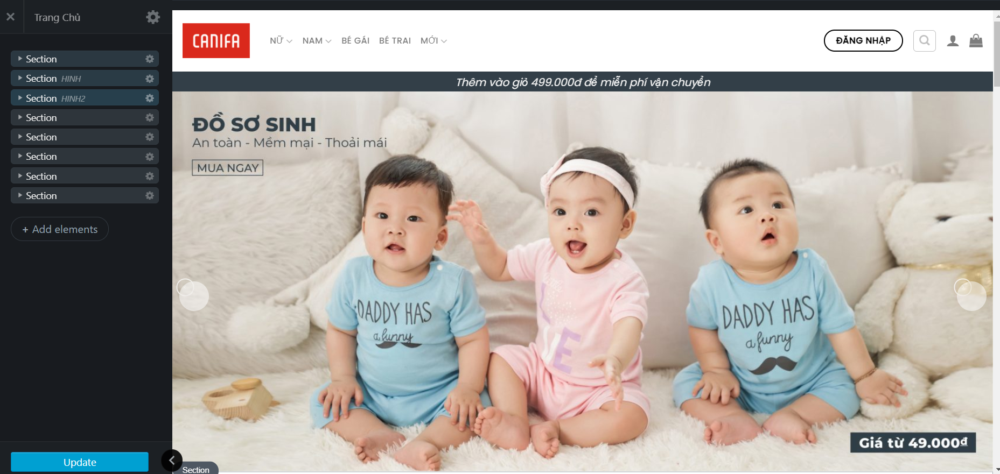 Trang Chủ
Section
Section HINH
Section HINH2
Section
Section
Section
Section
Section
+ Add elements
Update
CANIFA
NỮ
NAM
BÉ GÁI
BÉ TRAI
MỚI
ĐĂNG NHẬP
Thêm vào giỏ 499.000đ để miễn phí vận chuyển
ĐỒ SƠ SINH
An toàn - Mềm mại - Thoải mái
MUA NGAY
DADDY HAS
a funny
DADDY HAS
a funny
Giá từ 49.000đ
Section